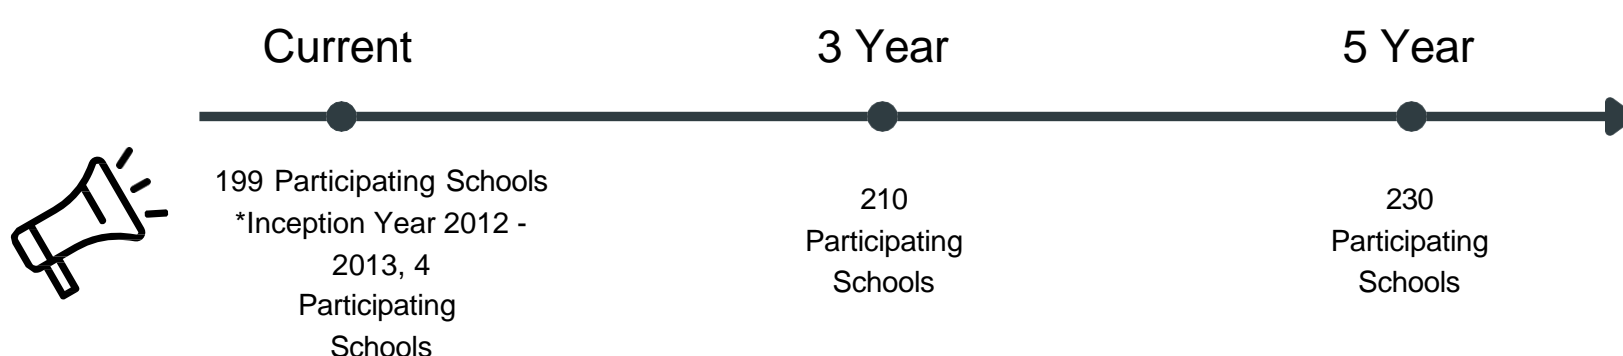 Current
3 Year
5 Year
199 Participating Schools
*Inception Year 2012 -
2013, 4
Participating
Schools
210
Participating
Schools
230
Participating
Schools